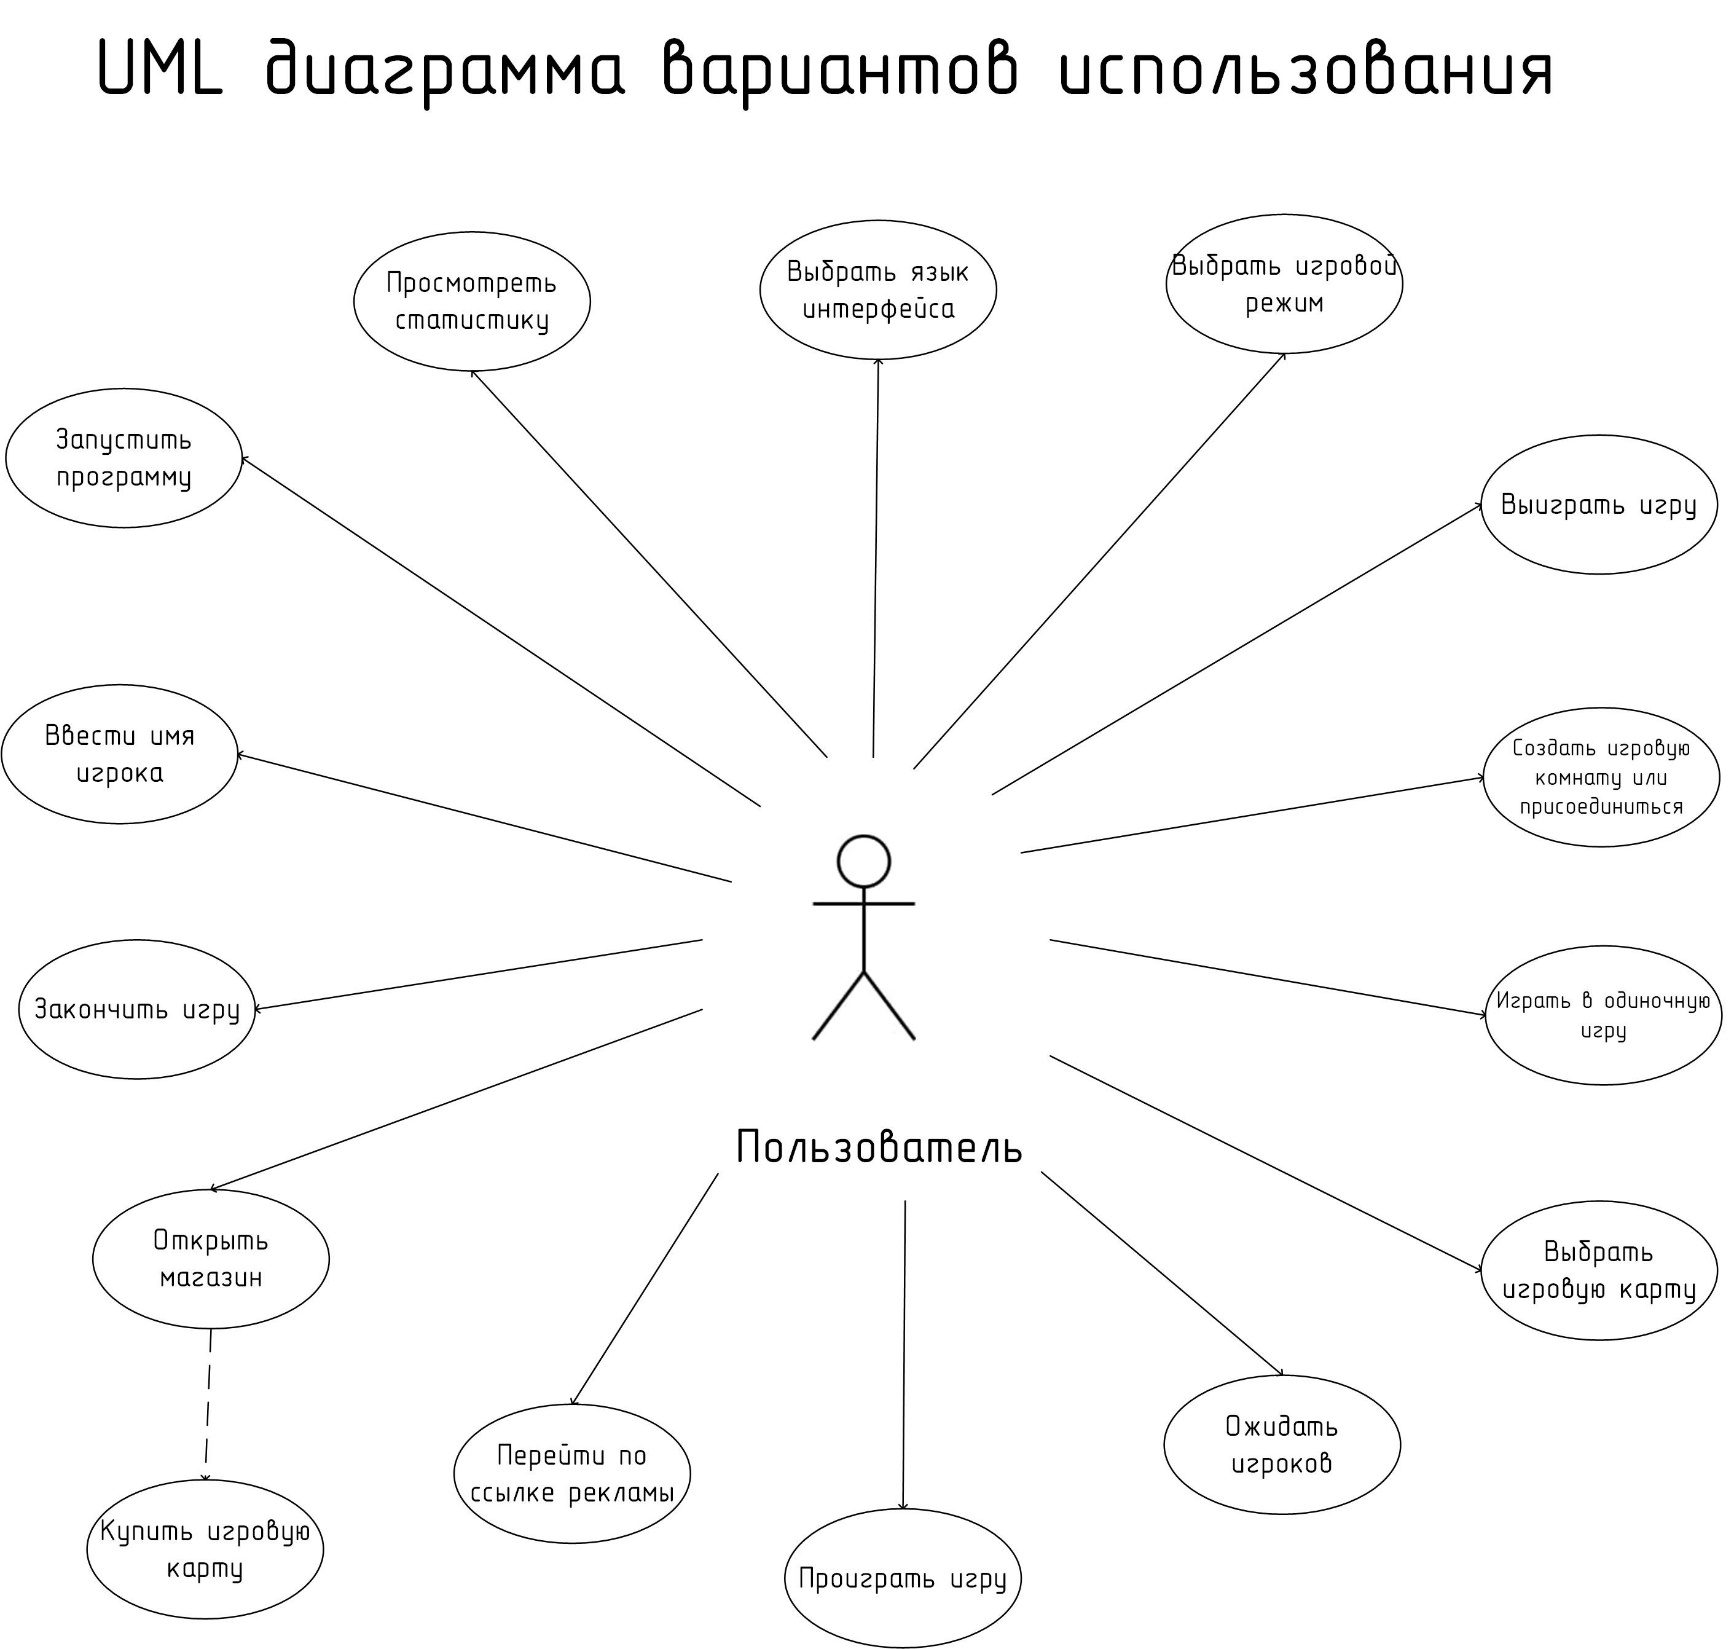 UML диаграмма вариантов использования
Просмотреть
статистику
Выбрать язык
интерфейса
Выбрать игровой
режим
Запустить
программу
Выиграть игру
Ввести имя
игрока
Создать игровую
комнату или
присоединиться
Закончить игру
Играть в одиночную
игру
Пользователь
Открыть
магазин
Выбрать
игровую карту
Перейти по
ссылке рекламы
Ожидать
игроков
Купить игровую
карту
Проиграть игру